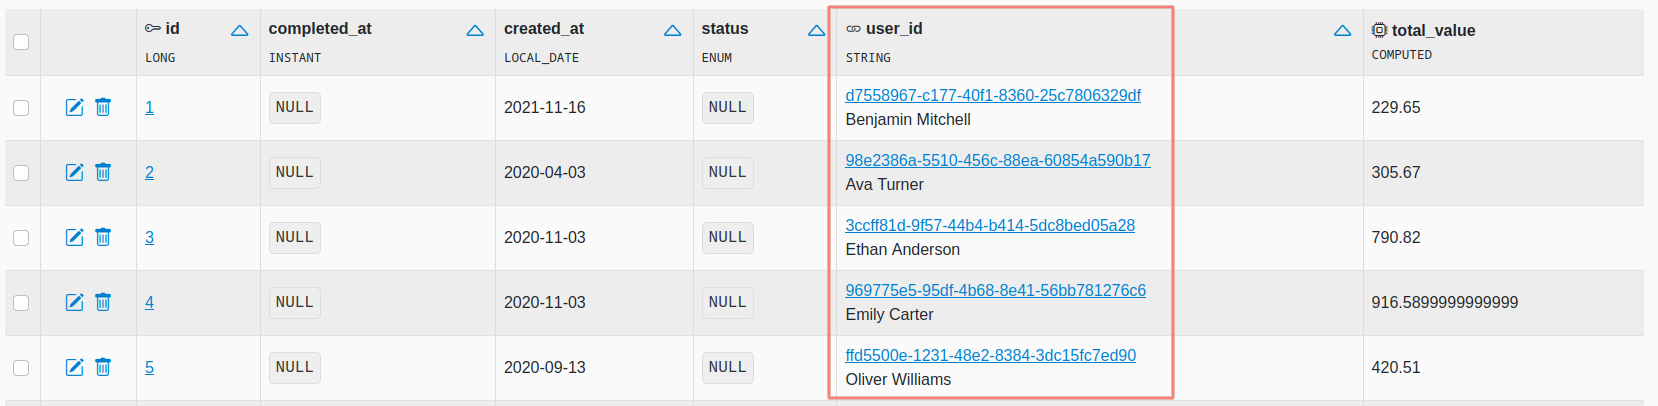 id completed_at created_at status user_id total_value
LONG INSTANT LOCAL_DATE ENUM STRING COMPUTED
1 NULL 2021-11-16 NULL d7558967-c177-40f1-8360-25c7806329df 229.65
Benjamin Mitchell
2 NULL 2020-04-03 NULL 98e2386a-5510-456c-88ea-60854a590b17 305.67
Ava Turner
3 NULL 2020-11-03 NULL 3ccff81d-9f57-44b4-b414-5dc8bed05a28 790.82
Ethan Anderson
4 NULL 2020-11-03 NULL 969775e5-95df-4b68-8e41-56bb781276c6 916.5899999999999
Emily Carter
5 NULL 2020-09-13 NULL ffd5500e-1231-48e2-8384-3dc15fc7ed90 420.51
Oliver Williams